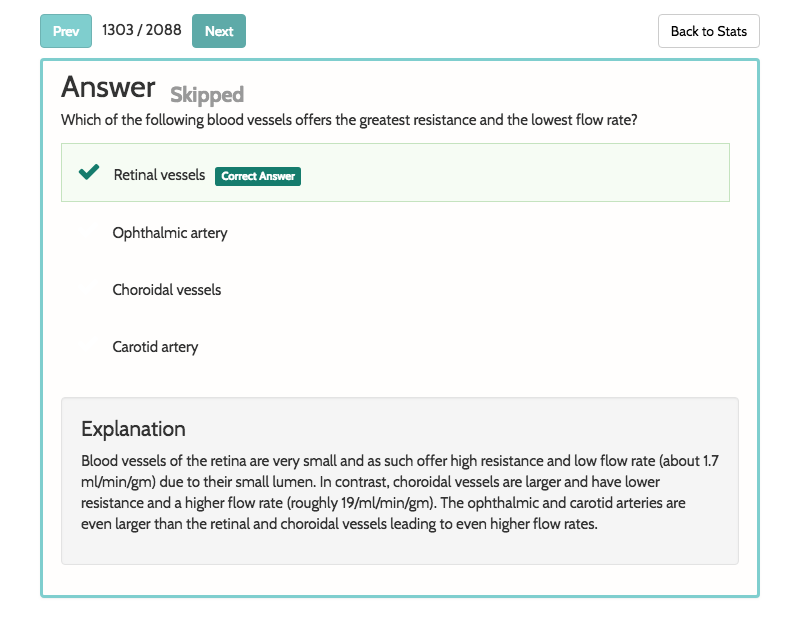 Prev 1303 / 2088 Next Back to Stats
Answer Skipped
Which of the following blood vessels offers the greatest resistance and the lowest flow rate?
Retinal vessels Correct Answer
Ophthalmic artery
Choroidal vessels
Carotid artery
Explanation
Blood vessels of the retina are very small and as such offer high resistance and low flow rate (about 1.7
ml/min/gm) due to their small lumen. In contrast, choroidal vessels are larger and have lower
resistance and a higher flow rate (roughly 19/ml/min/gm). The ophthalmic and carotid arteries are
even larger than the retinal and choroidal vessels leading to even higher flow rates.